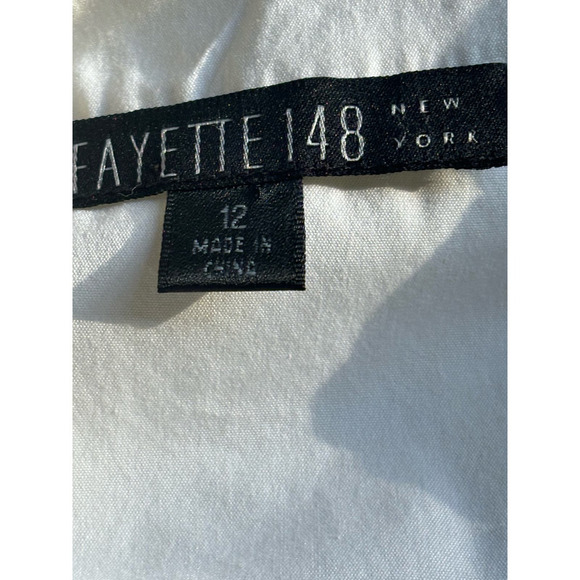 FAYETTE 148 NEW YORK
12
MADE IN
CHINA